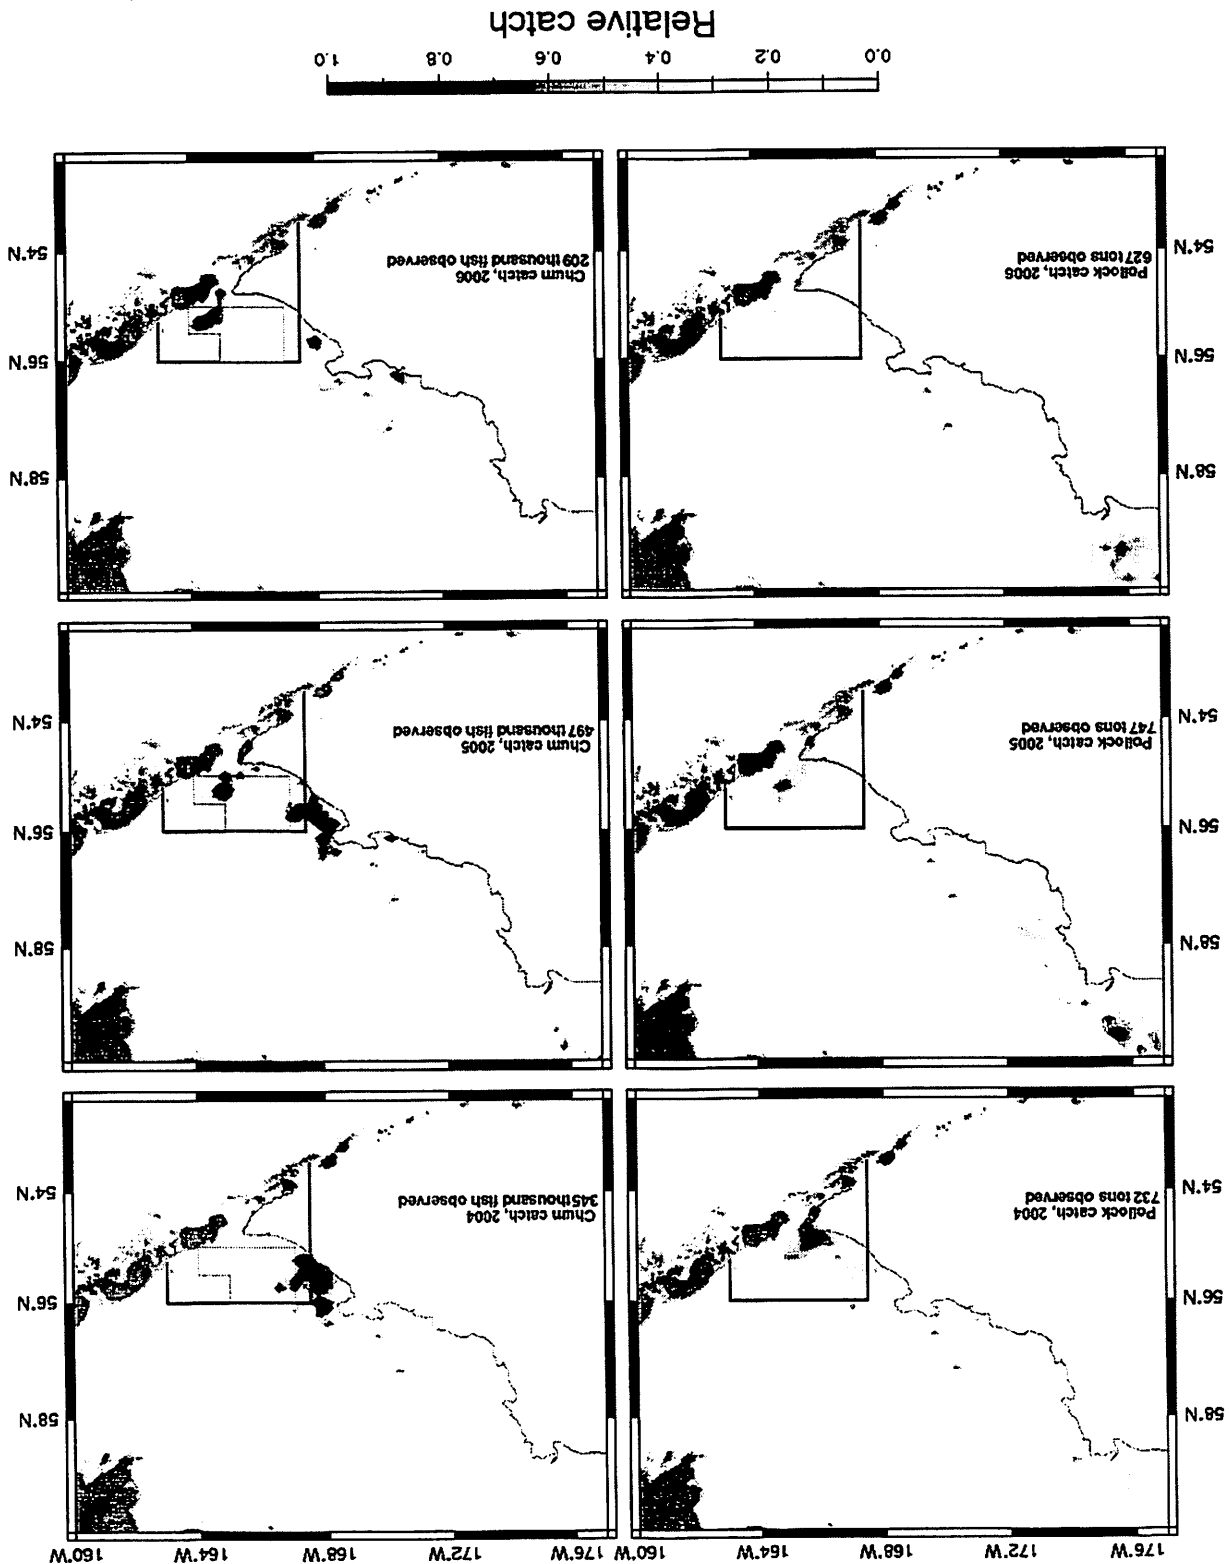 176°W 172°W 168°W 164°W 160°W 176°W 172°W 168°W 164°W 160°W
58°N
58°N
56°N
56°N
54°N
54°N
Pollock catch, 2004
732 tons observed
Chum catch, 2004
345 thousand fish observed
58°N
58°N
56°N
56°N
54°N
54°N
Pollock catch, 2005
747 tons observed
Chum catch, 2005
497 thousand fish observed
58°N
58°N
56°N
56°N
54°N
54°N
Pollock catch, 2006
627 tons observed
Chum catch, 2006
209 thousand fish observed
0.0 0.2 0.4 0.6 0.8 1.0
Relative catch